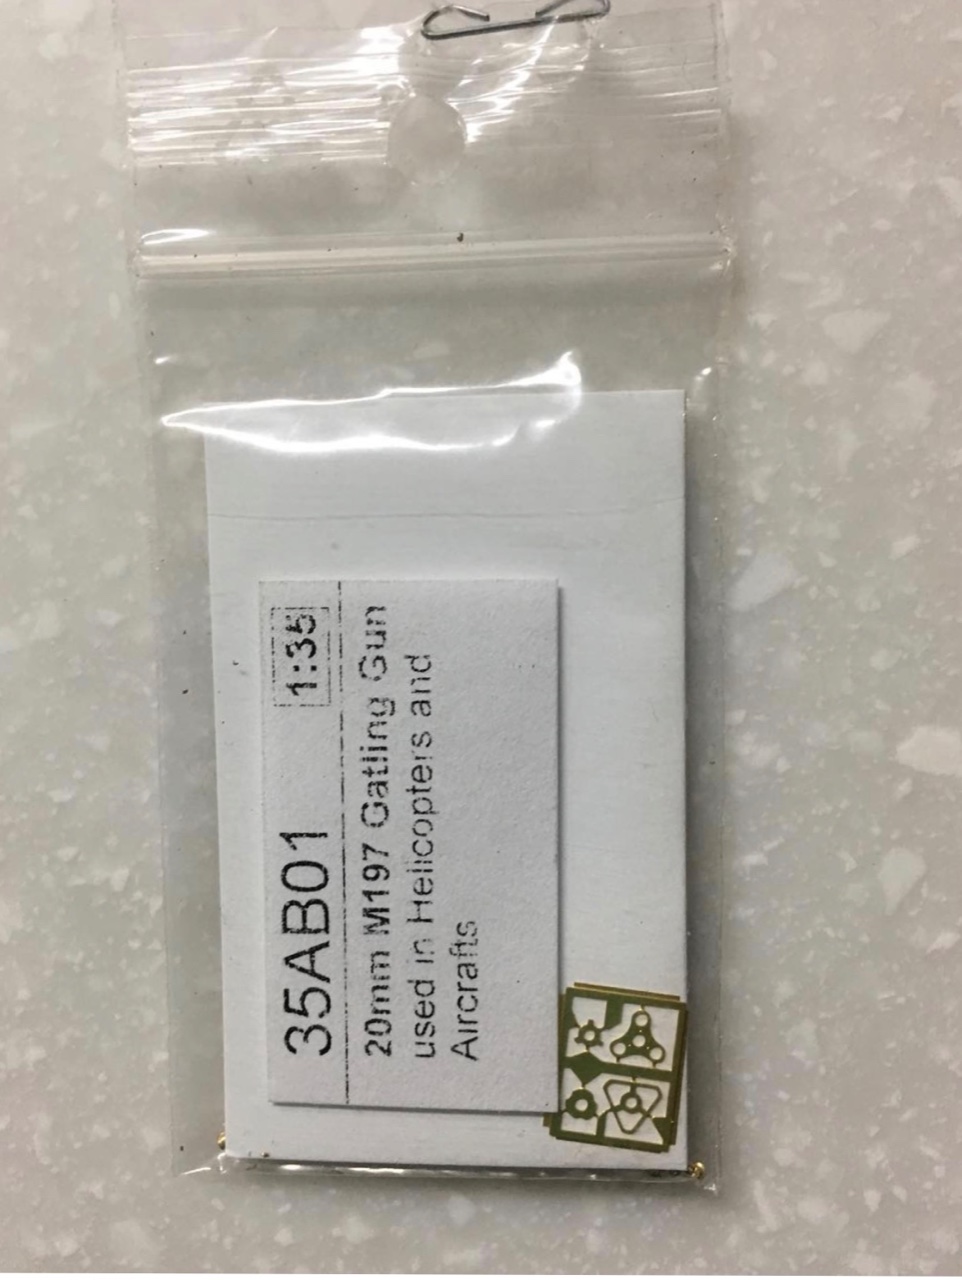 35AB01 1:35
20mm M197 Gatling Gun
used in Helicopters and
Aircrafts